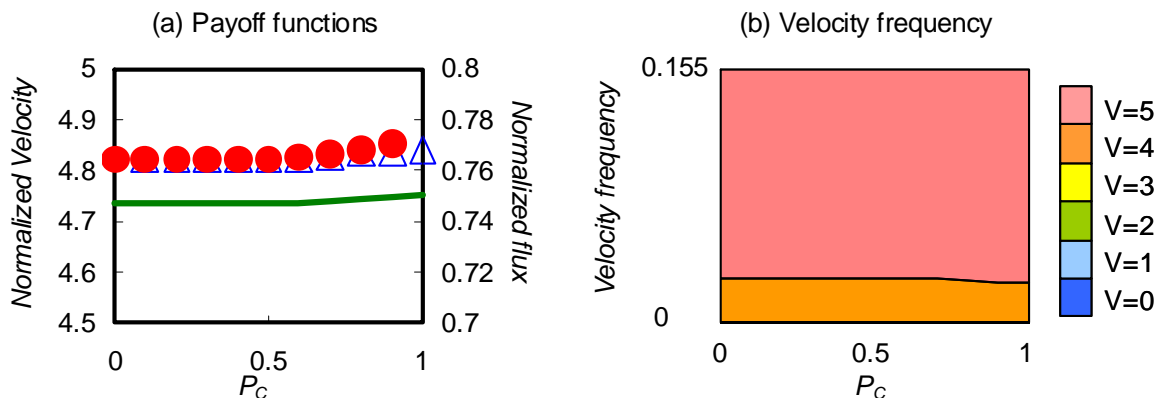 (a) Payoff functions
Normalized Velocity
5
4.9
4.8
4.7
4.6
4.5
0.8
0.78
0.76
0.74
0.72
0.7
Normalized flux
0 0.5 1
P_C
(b) Velocity frequency
Velocity frequency
0.155
0
0 0.5 1
P_C
V=5
V=4
V=3
V=2
V=1
V=0